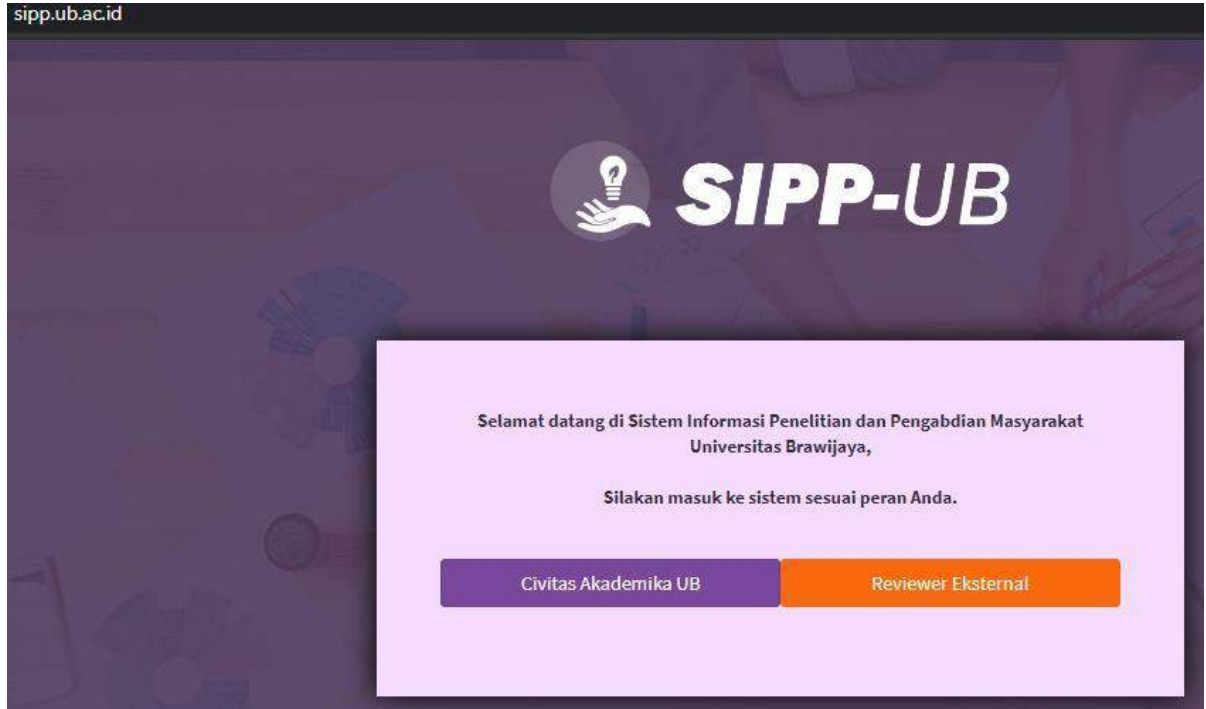 sipp.ub.ac.id
SIPP-UB
Selamat datang di Sistem Informasi Penelitian dan Pengabdian Masyarakat
Universitas Brawijaya,
Silakan masuk ke sistem sesuai peran Anda.
Civitas Akademika UB
Reviewer Eksternal